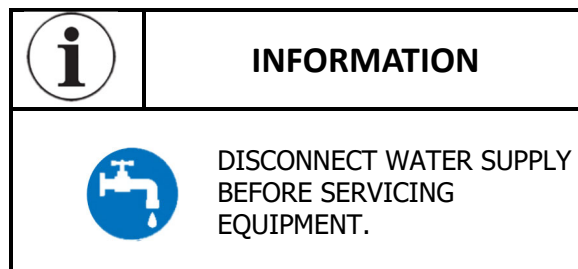 i
INFORMATION
DISCONNECT WATER SUPPLY
BEFORE SERVICING
EQUIPMENT.